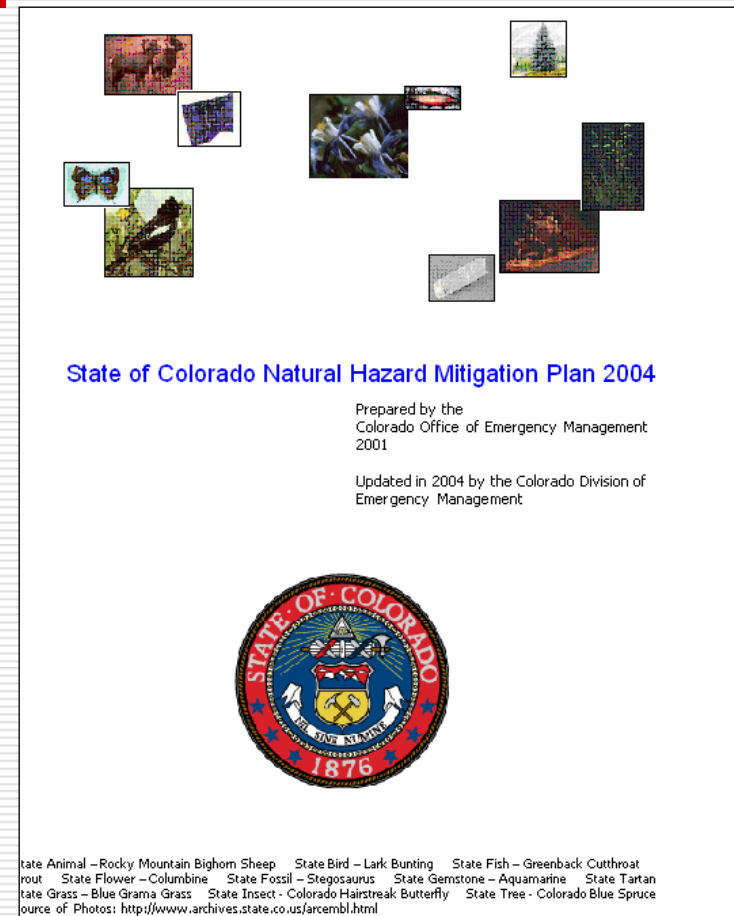 State of Colorado Natural Hazard Mitigation Plan 2004
Prepared by the
Colorado Office of Emergency Management
2001
Updated in 2004 by the Colorado Division of
Emergency Management
STATE · OF · COLORADO
NIL SINE NUMINE
1876
tate Animal – Rocky Mountain Bighorn Sheep State Bird – Lark Bunting State Fish – Greenback Cutthroat
rout State Flower – Columbine State Fossil – Stegosaurus State Gemstone – Aquamarine State Tartan
tate Grass – Blue Grama Grass State Insect - Colorado Hairstreak Butterfly State Tree - Colorado Blue Spruce
ource of Photos: http://www.archives.state.co.us/arcembl.html